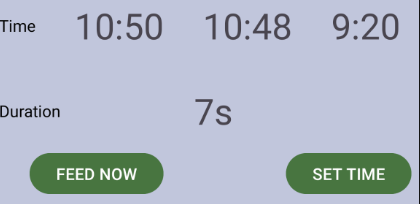 Time 10:50 10:48 9:20
Duration 7s
FEED NOW SET TIME